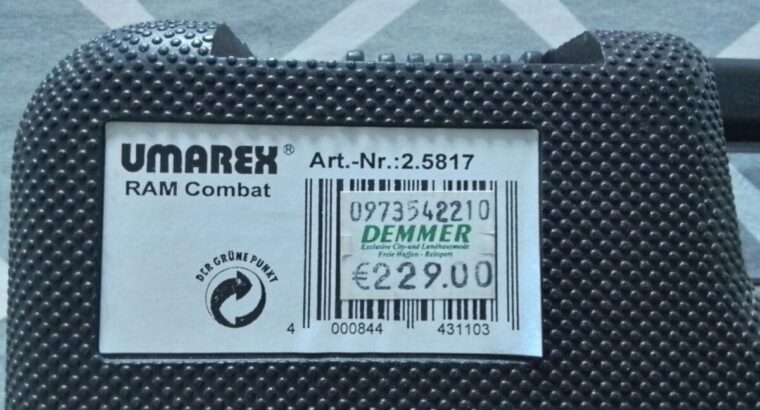 UMAREX® Art.-Nr.:2.5817
RAM Combat
0973542210
DEMMER
Exclusive City-und Landhausmode
Freie Waffen - Reitsport
€229.00
DER GRÜNE PUNKT
4 000844 431103